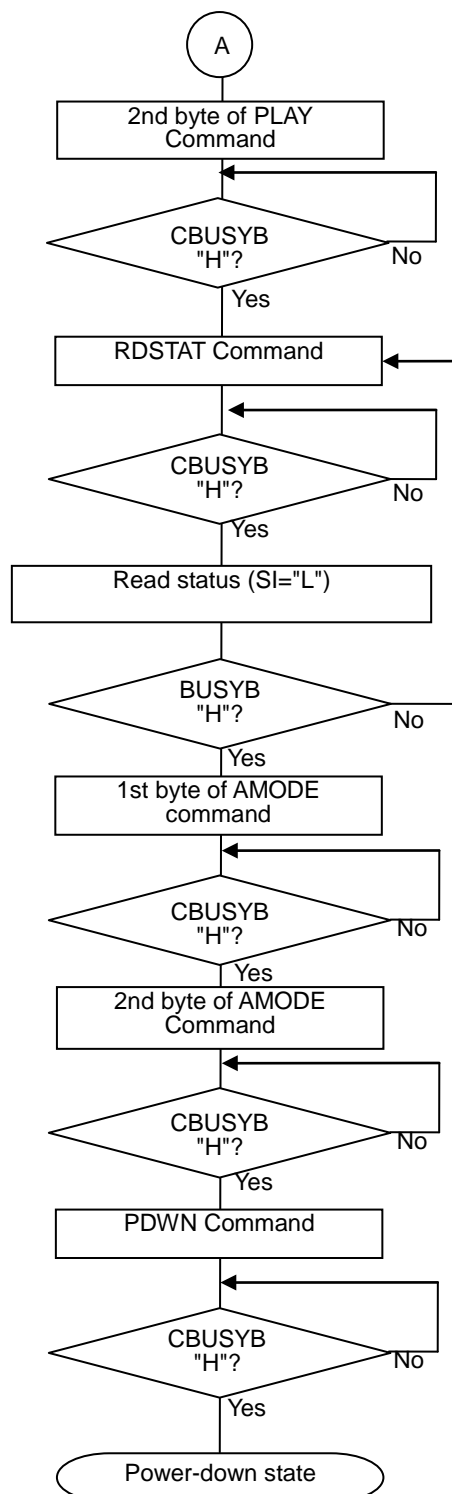 A
2nd byte of PLAY
Command
CBUSYB
"H"?
No
Yes
RDSTAT Command
CBUSYB
"H"?
No
Yes
Read status (SI="L")
BUSYB
"H"?
No
Yes
1st byte of AMODE
command
CBUSYB
"H"?
No
Yes
2nd byte of AMODE
Command
CBUSYB
"H"?
No
Yes
PDWN Command
CBUSYB
"H"?
No
Yes
Power-down state